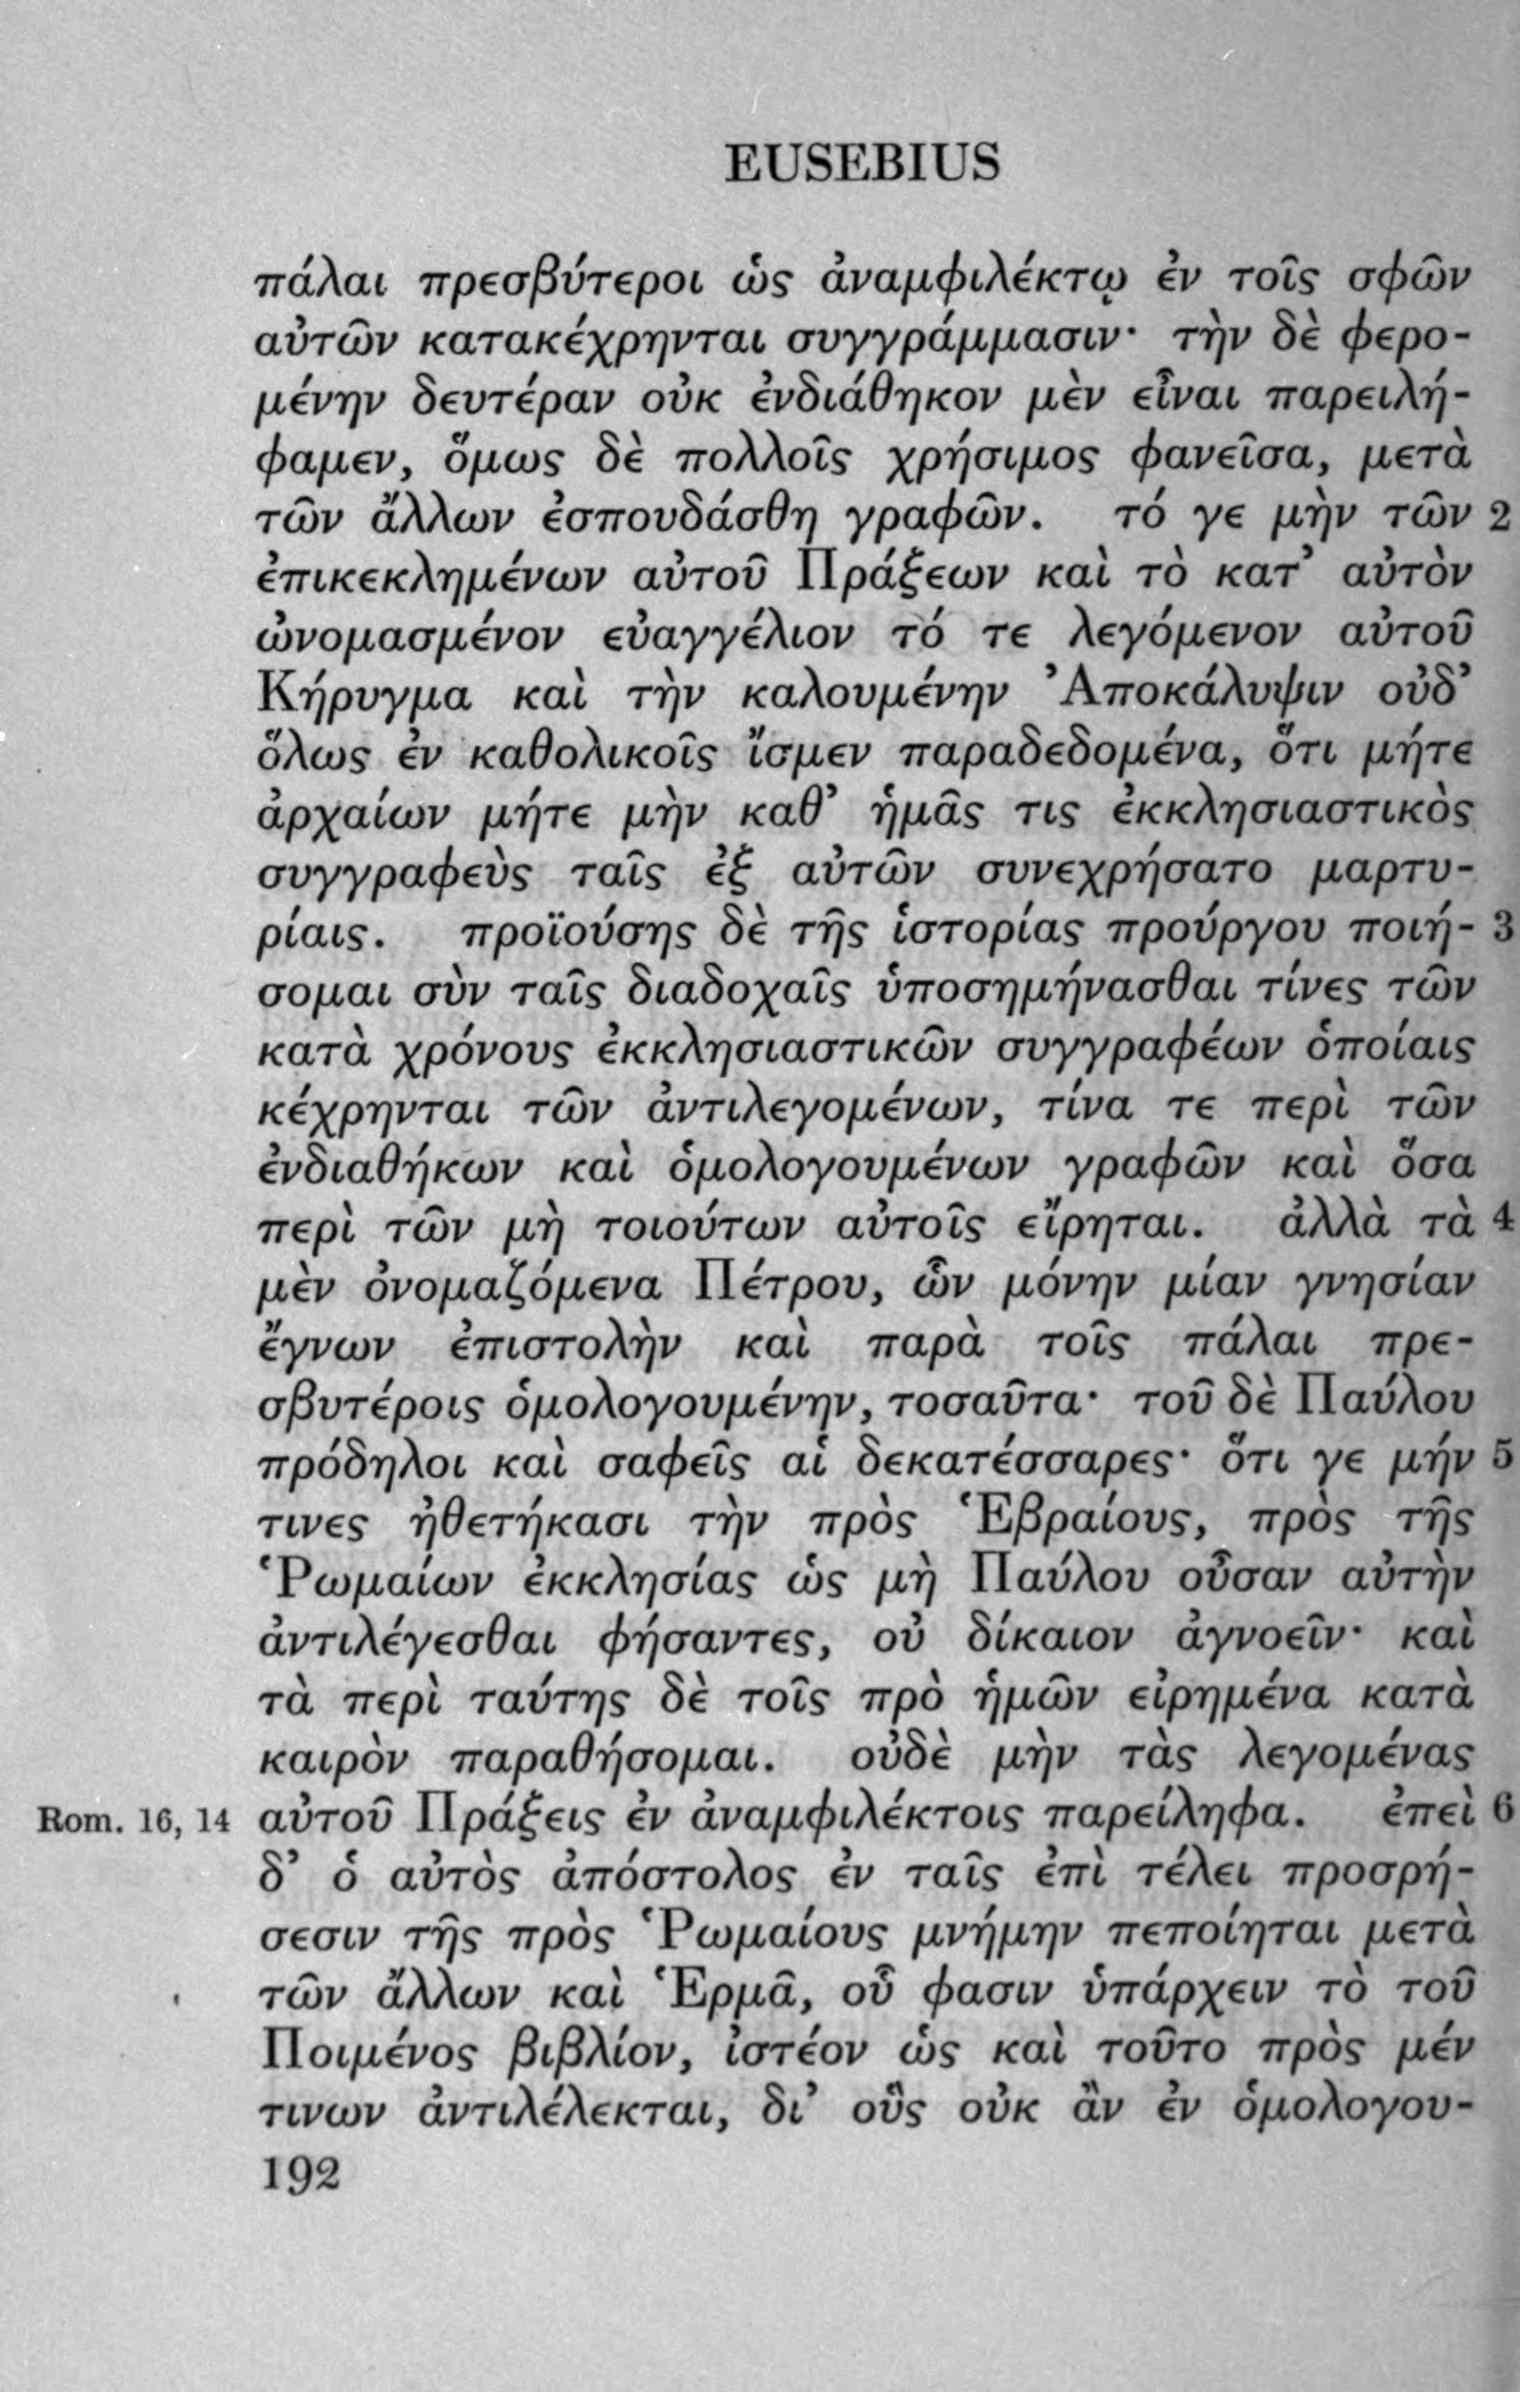 EUSEBIUS
πάλαι πρεσβύτεροι ὡς ἀναμφιλέκτῳ ἐν τοῖς σφῶν
αὐτῶν κατακέχρηνται συγγράμμασιν· τὴν δὲ φερο-
μένην δευτέραν οὐκ ἐνδιάθηκον μὲν εἶναι παρειλή-
φαμεν, ὅμως δὲ πολλοῖς χρήσιμος φανεῖσα, μετὰ
τῶν ἄλλων ἐσπουδάσθη γραφῶν. τό γε μὴν τῶν 2
ἐπικεκλημένων αὐτοῦ Πράξεων καὶ τὸ κατ’ αὐτὸν
ὠνομασμένον εὐαγγέλιον τό τε λεγόμενον αὐτοῦ
Κήρυγμα καὶ τὴν καλουμένην Ἀποκάλυψιν οὐδ’
ὅλως ἐν καθολικοῖς ἴσμεν παραδεδομένα, ὅτι μήτε
ἀρχαίων μήτε μὴν καθ’ ἡμᾶς τις ἐκκλησιαστικὸς
συγγραφεὺς ταῖς ἐξ αὐτῶν συνεχρήσατο μαρτυ-
ρίαις. προϊούσης δὲ τῆς ἱστορίας προύργου ποιή- 3
σομαι σὺν ταῖς διαδοχαῖς ὑποσημήνασθαι τίνες τῶν
κατὰ χρόνους ἐκκλησιαστικῶν συγγραφέων ὁποίαις
κέχρηνται τῶν ἀντιλεγομένων, τίνα τε περὶ τῶν
ἐνδιαθήκων καὶ ὁμολογουμένων γραφῶν καὶ ὅσα
περὶ τῶν μὴ τοιούτων αὐτοῖς εἴρηται. ἀλλὰ τὰ 4
μὲν ὀνομαζόμενα Πέτρου, ὧν μόνην μίαν γνησίαν
ἔγνων ἐπιστολὴν καὶ παρὰ τοῖς πάλαι πρε-
σβυτέροις ὁμολογουμένην, τοσαῦτα· τοῦ δὲ Παύλου
πρόδηλοι καὶ σαφεῖς αἱ δεκατέσσαρες· ὅτι γε μήν 5
τινες ἠθετήκασι τὴν πρὸς Ἑβραίους, πρὸς τῆς
Ῥωμαίων ἐκκλησίας ὡς μὴ Παύλου οὖσαν αὐτὴν
ἀντιλέγεσθαι φήσαντες, οὐ δίκαιον ἀγνοεῖν· καὶ
τὰ περὶ ταύτης δὲ τοῖς πρὸ ἡμῶν εἰρημένα κατὰ
καιρὸν παραθήσομαι. οὐδὲ μὴν τὰς λεγομένας
Rom. 16, 14 αὐτοῦ Πράξεις ἐν ἀναμφιλέκτοις παρείληφα. ἐπεὶ 6
δ’ ὁ αὐτὸς ἀπόστολος ἐν ταῖς ἐπὶ τέλει προσρή-
σεσιν τῆς πρὸς Ῥωμαίους μνήμην πεποίηται μετὰ
τῶν ἄλλων καὶ Ἑρμᾶ, οὗ φασιν ὑπάρχειν τὸ τοῦ
Ποιμένος βιβλίον, ἰστέον ὡς καὶ τοῦτο πρὸς μέν
τινων ἀντιλέλεκται, δι’ οὓς οὐκ ἂν ἐν ὁμολογου-
192